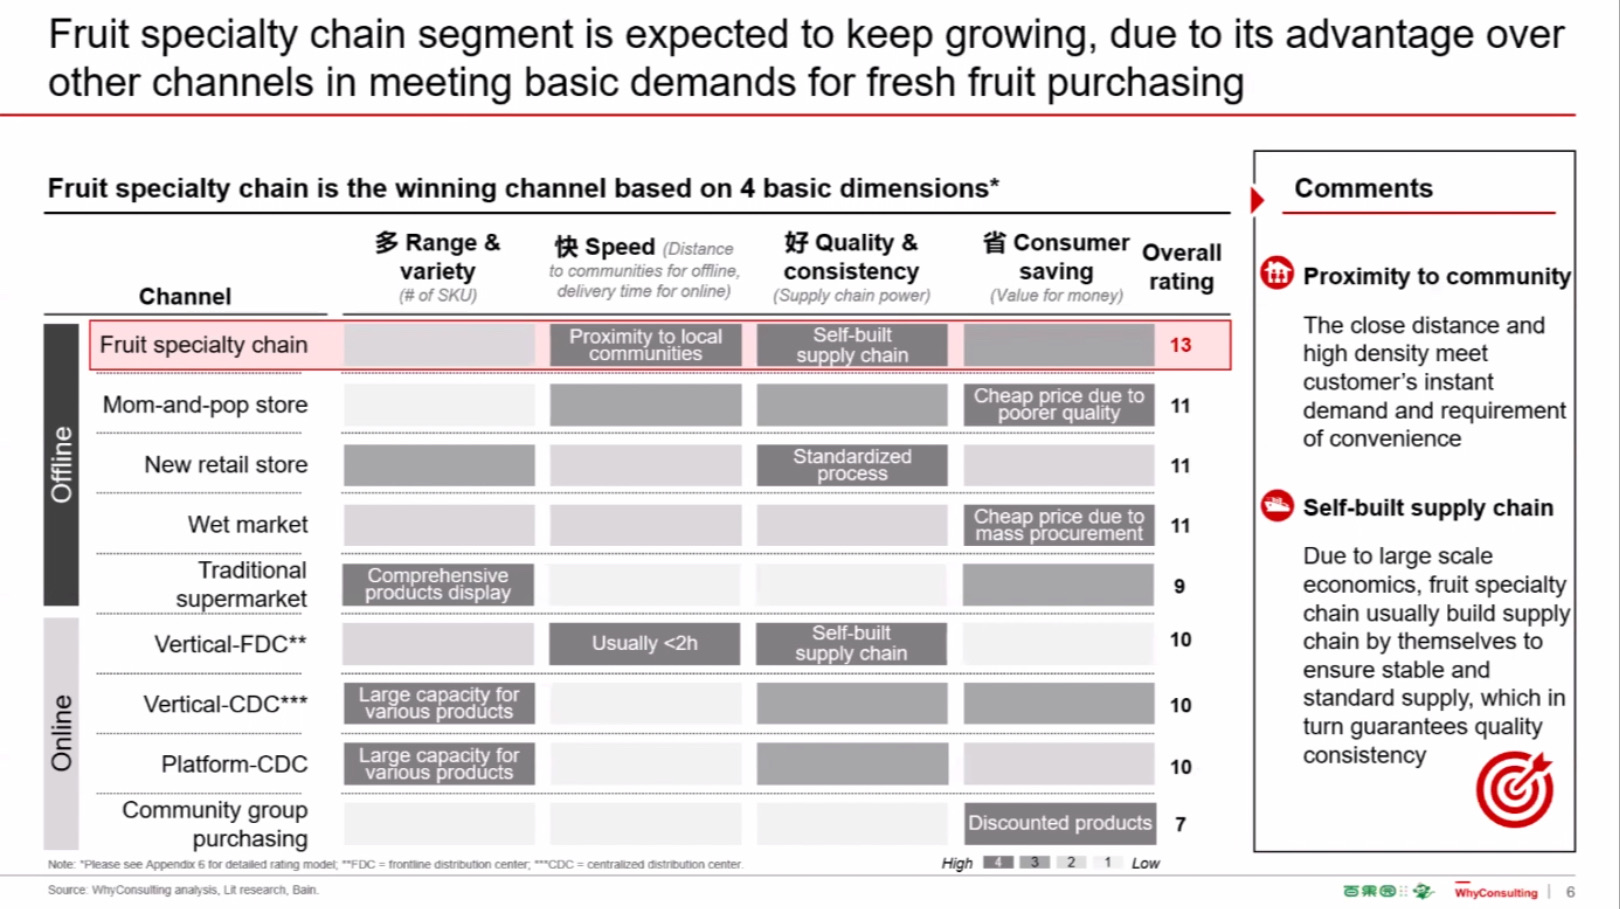 Fruit specialty chain segment is expected to keep growing, due to its advantage over
other channels in meeting basic demands for fresh fruit purchasing
Fruit specialty chain is the winning channel based on 4 basic dimensions*
Channel
多 Range &
variety
(# of SKU)
快 Speed (Distance
to communities for offline,
delivery time for online)
好 Quality &
consistency
(Supply chain power)
省 Consumer
saving
(Value for money)
Overall
rating
Offline
Fruit specialty chain
Proximity to local
communities
Self-built
supply chain
13
Mom-and-pop store
Cheap price due to
poorer quality
11
New retail store
Standardized
process
11
Wet market
Cheap price due to
mass procurement
11
Traditional
supermarket
Comprehensive
products display
9
Online
Vertical-FDC**
Usually <2h
Self-built
supply chain
10
Vertical-CDC***
Large capacity for
various products
10
Platform-CDC
Large capacity for
various products
10
Community group
purchasing
Discounted products
7
Comments
Proximity to community
The close distance and
high density meet
customer's instant
demand and requirement
of convenience
Self-built supply chain
Due to large scale
economics, fruit specialty
chain usually build supply
chain by themselves to
ensure stable and
standard supply, which in
turn guarantees quality
consistency
Note: *Please see Appendix 6 for detailed rating model; **FDC = frontline distribution center; ***CDC = centralized distribution center.
High 4 3 2 1 Low
Source: WhyConsulting analysis, Lit research, Bain.
百果园
WhyConsulting
6